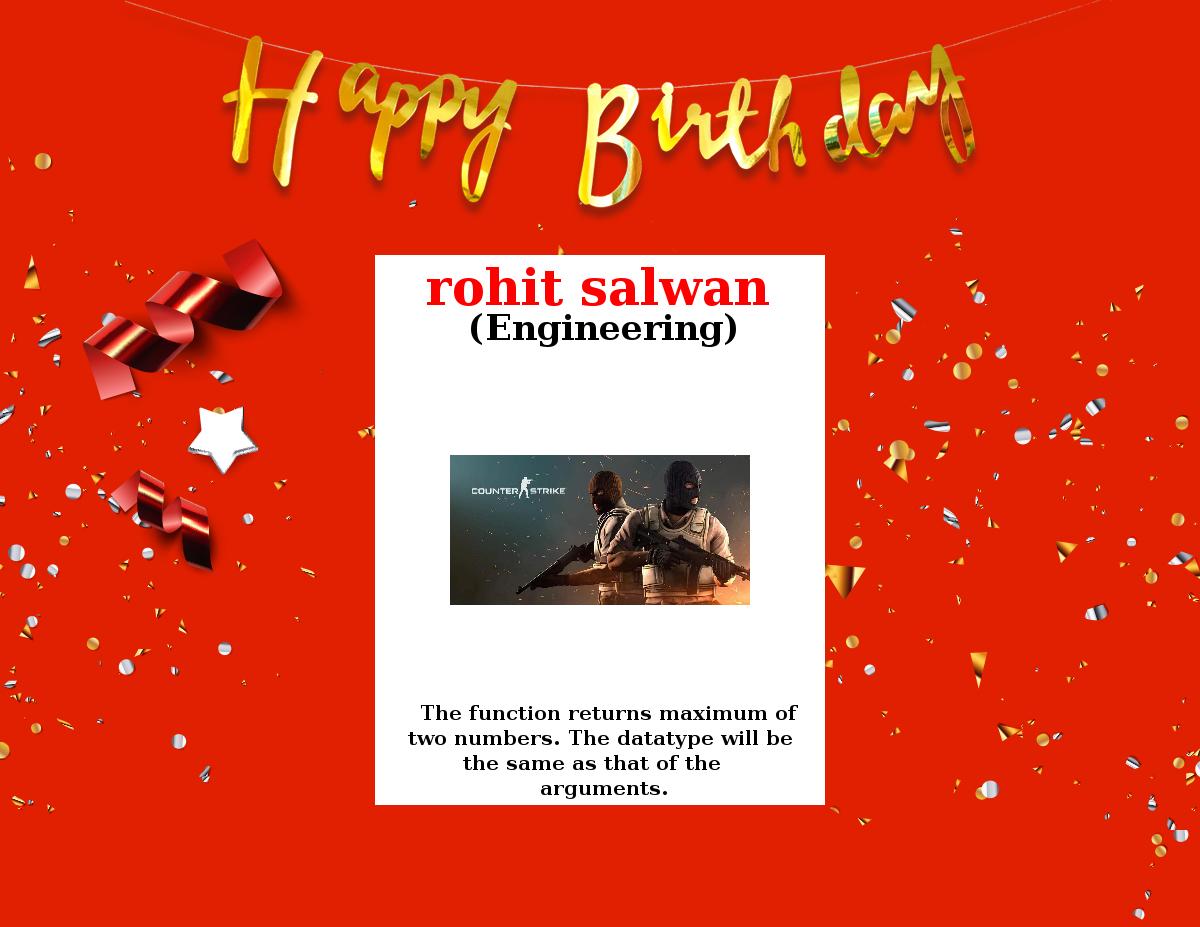 Happy Birthday
rohit salwan
(Engineering)
COUNTER STRIKE
The function returns maximum of
two numbers. The datatype will be
the same as that of the
arguments.